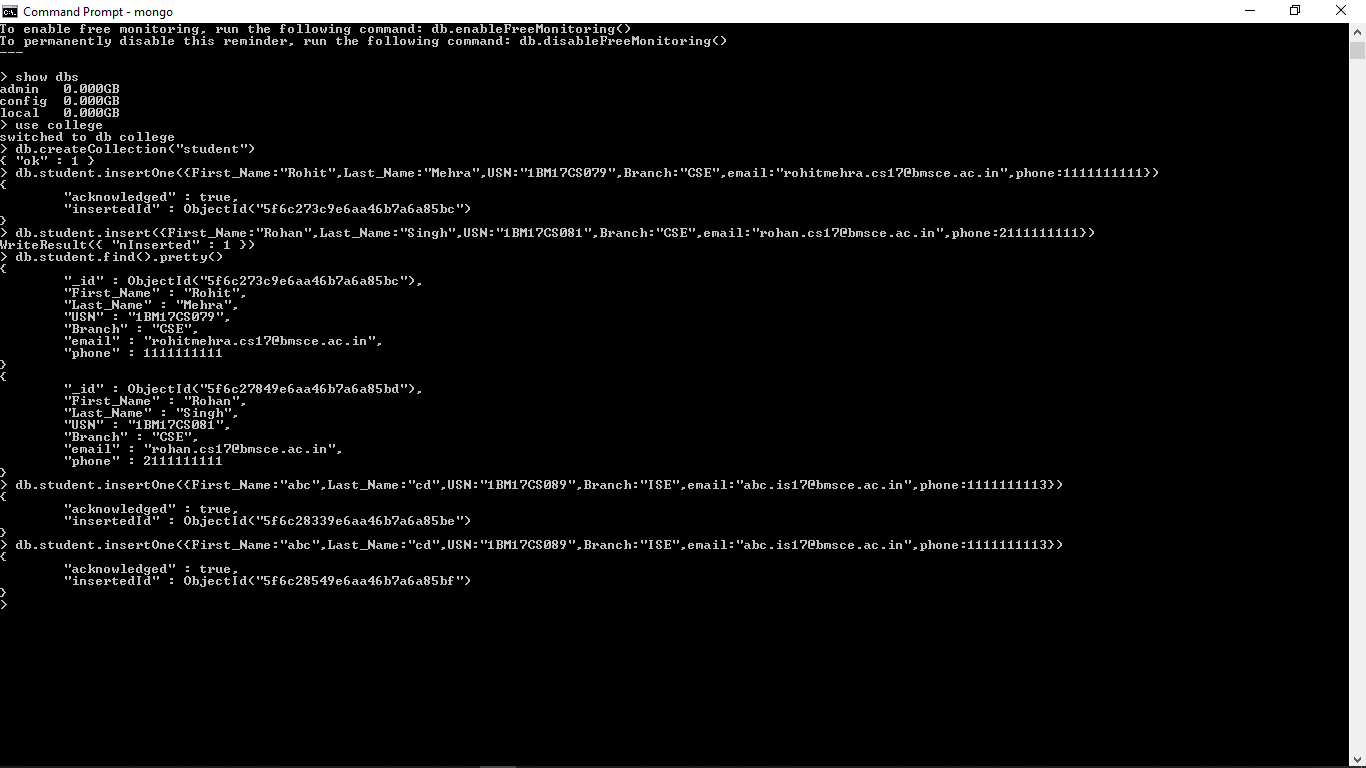 Command Prompt - mongo
To enable free monitoring, run the following command: db.enableFreeMonitoring()
To permanently disable this reminder, run the following command: db.disableFreeMonitoring()
---

> show dbs
admin   0.000GB
config  0.000GB
local   0.000GB
> use college
switched to db college
> db.createCollection("student")
{ "ok" : 1 }
> db.student.insertOne({First_Name:"Rohit",Last_Name:"Mehra",USN:"1BM17CS079",Branch:"CSE",email:"rohitmehra.cs17@bmsce.ac.in",phone:1111111111})
{
        "acknowledged" : true,
        "insertedId" : ObjectId("5f6c273c9e6aa46b7a6a85bc")
}
> db.student.insert({First_Name:"Rohan",Last_Name:"Singh",USN:"1BM17CS081",Branch:"CSE",email:"rohan.cs17@bmsce.ac.in",phone:2111111111})
WriteResult({ "nInserted" : 1 })
> db.student.find().pretty()
{
        "_id" : ObjectId("5f6c273c9e6aa46b7a6a85bc"),
        "First_Name" : "Rohit",
        "Last_Name" : "Mehra",
        "USN" : "1BM17CS079",
        "Branch" : "CSE",
        "email" : "rohitmehra.cs17@bmsce.ac.in",
        "phone" : 1111111111
}
{
        "_id" : ObjectId("5f6c27849e6aa46b7a6a85bd"),
        "First_Name" : "Rohan",
        "Last_Name" : "Singh",
        "USN" : "1BM17CS081",
        "Branch" : "CSE",
        "email" : "rohan.cs17@bmsce.ac.in",
        "phone" : 2111111111
}
> db.student.insertOne({First_Name:"abc",Last_Name:"cd",USN:"1BM17CS089",Branch:"ISE",email:"abc.is17@bmsce.ac.in",phone:1111111113})
{
        "acknowledged" : true,
        "insertedId" : ObjectId("5f6c28339e6aa46b7a6a85be")
}
> db.student.insertOne({First_Name:"abc",Last_Name:"cd",USN:"1BM17CS089",Branch:"ISE",email:"abc.is17@bmsce.ac.in",phone:1111111113})
{
        "acknowledged" : true,
        "insertedId" : ObjectId("5f6c28549e6aa46b7a6a85bf")
}
>